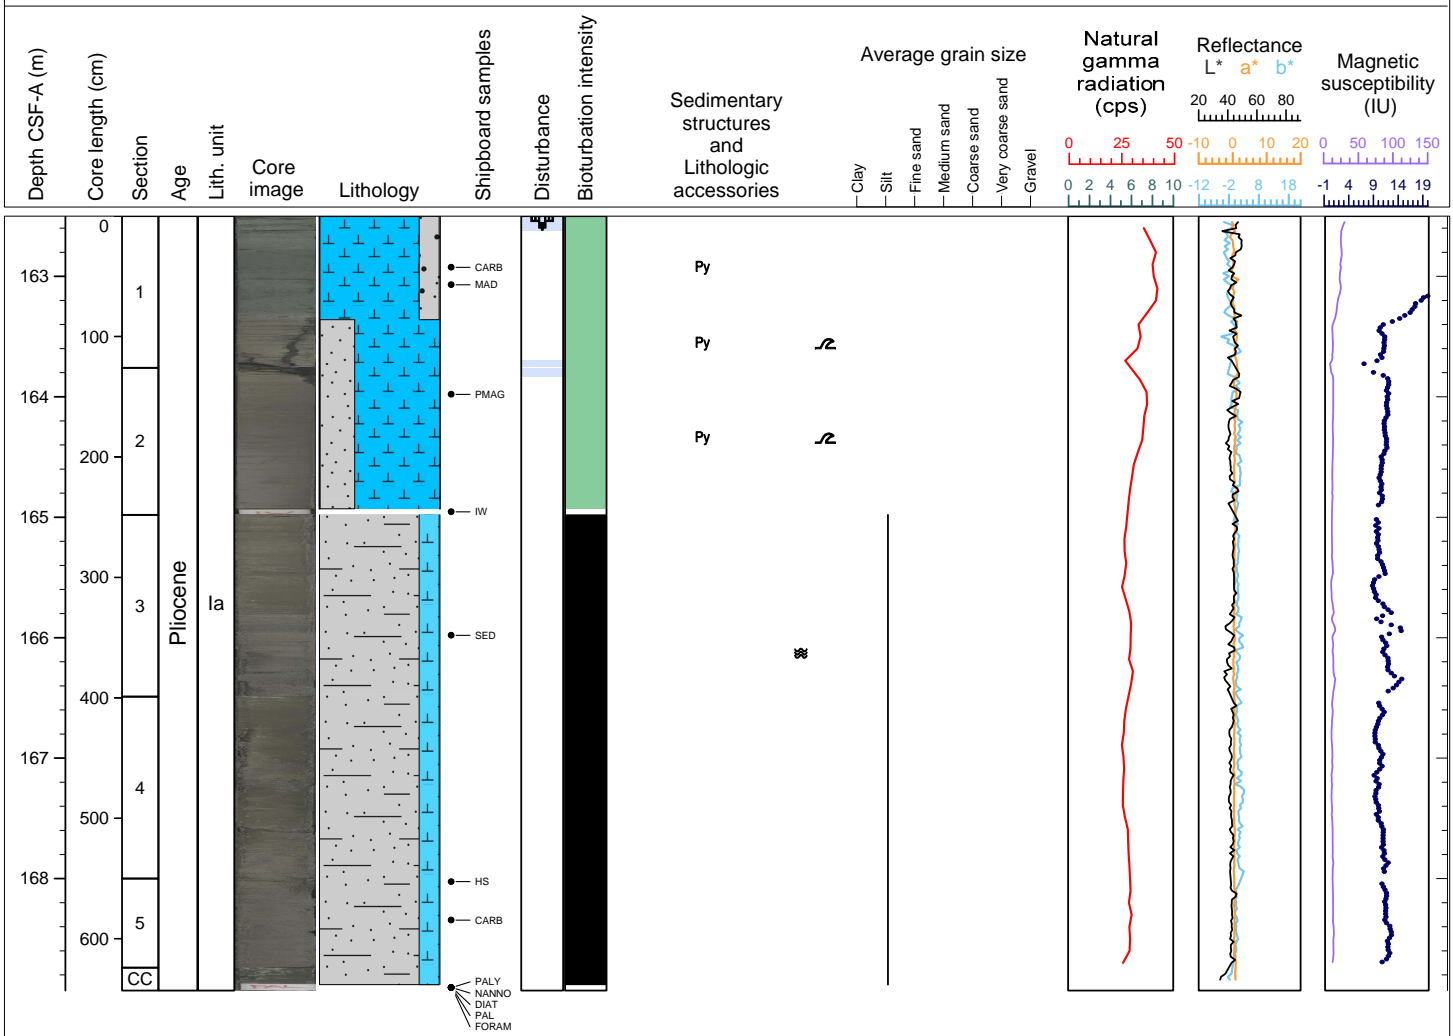 Depth CSF-A (m)
Core length (cm)
Section
Age
Lith. unit
Core
image
Lithology
Shipboard samples
Disturbance
Bioturbation intensity
Sedimentary
structures
and
Lithologic
accessories
Average grain size
Clay
Silt
Fine sand
Medium sand
Coarse sand
Very coarse sand
Gravel
Natural
gamma
radiation
(cps)
0 25 50
0 2 4 6 8 10
Reflectance
L* a* b*
20 40 60 80
-10 0 10 20
-12 -2 8 18
Magnetic
susceptibility
(IU)
0 50 100 150
-1 4 9 14 19
163
164
165
166
167
168
0
100
200
300
400
500
600
1
2
3
4
5
CC
Pliocene
Ia
CARB
MAD
PMAG
IW
SED
HS
CARB
PALY
NANNO
DIAT
PAL
FORAM
Py
Py
Py